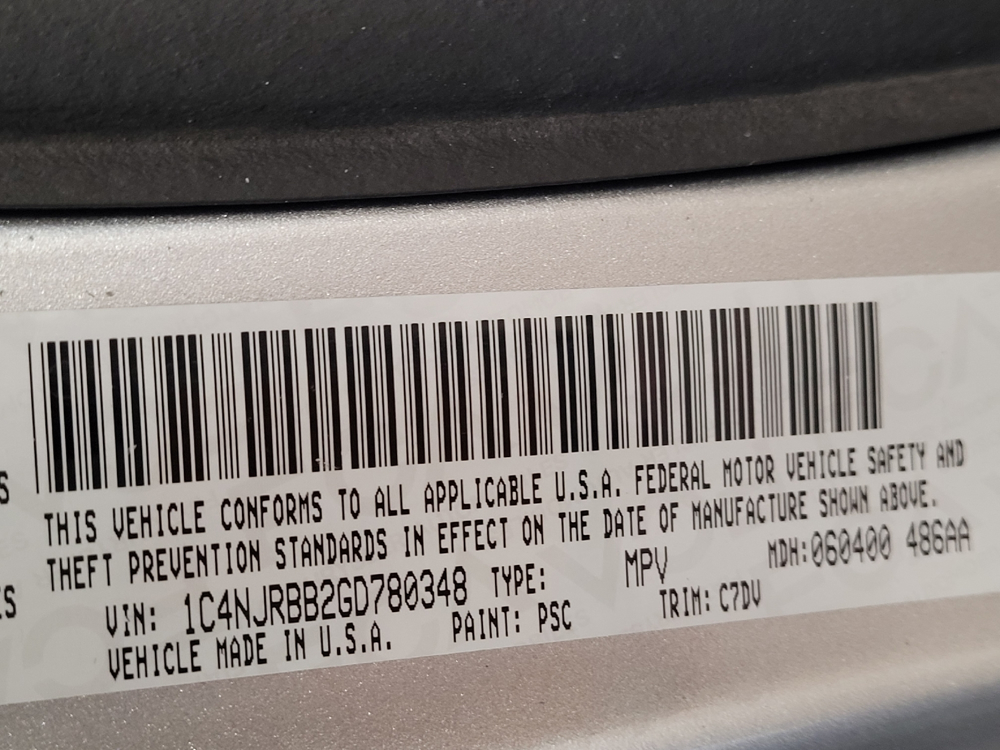 THIS VEHICLE CONFORMS TO ALL APPLICABLE U.S.A. FEDERAL MOTOR VEHICLE SAFETY AND
THEFT PREVENTION STANDARDS IN EFFECT ON THE DATE OF MANUFACTURE SHOWN ABOVE.
VIN: 1C4NJRBB2GD780348 TYPE: MPV MDH:060400 486AA
VEHICLE MADE IN U.S.A. PAINT: PSC TRIM: C7DV